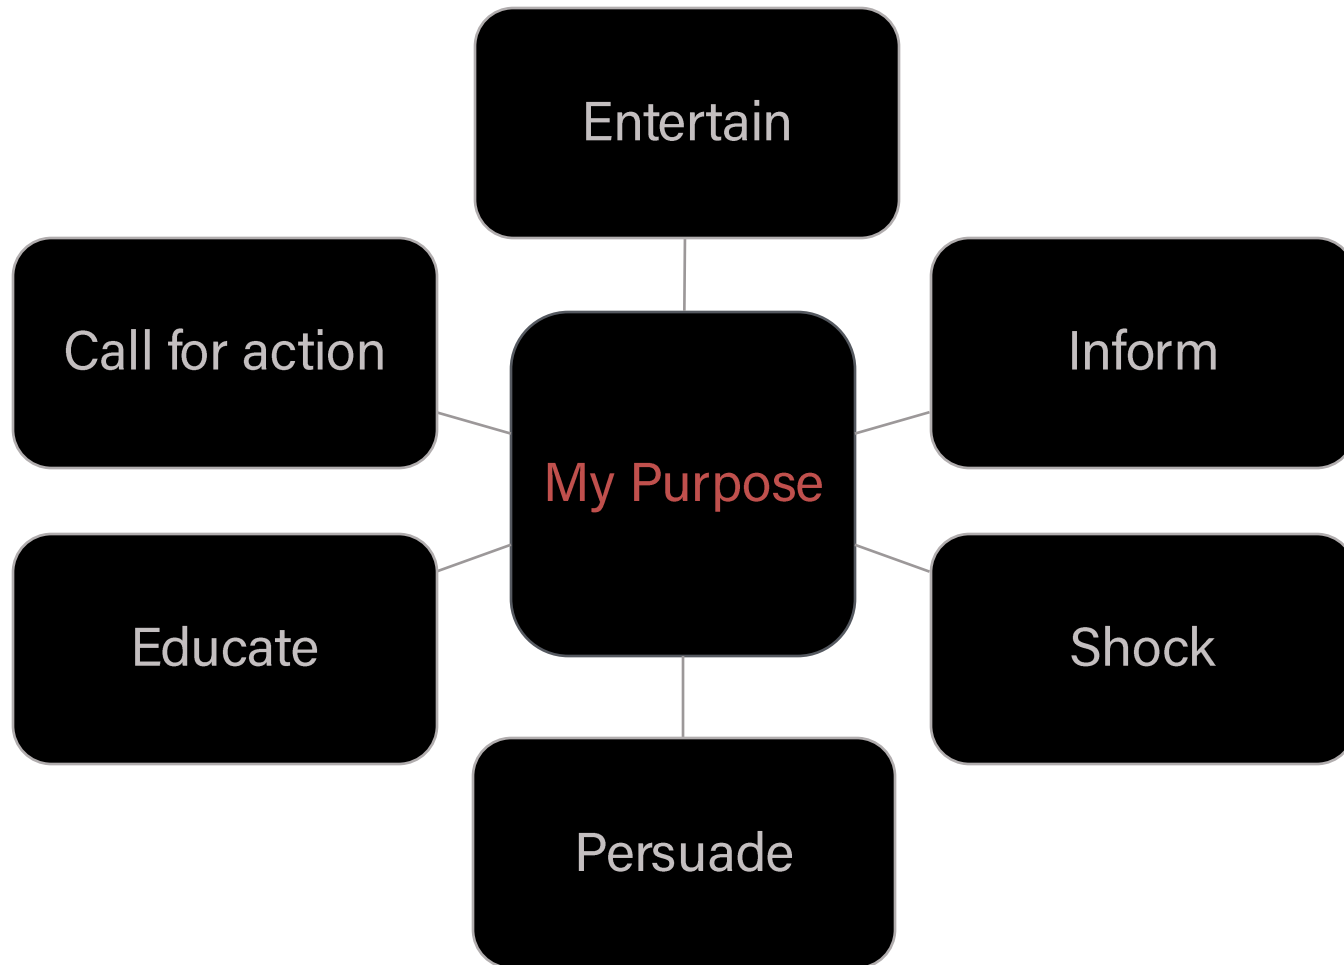 Entertain
Call for action
Inform
My Purpose
Educate
Shock
Persuade